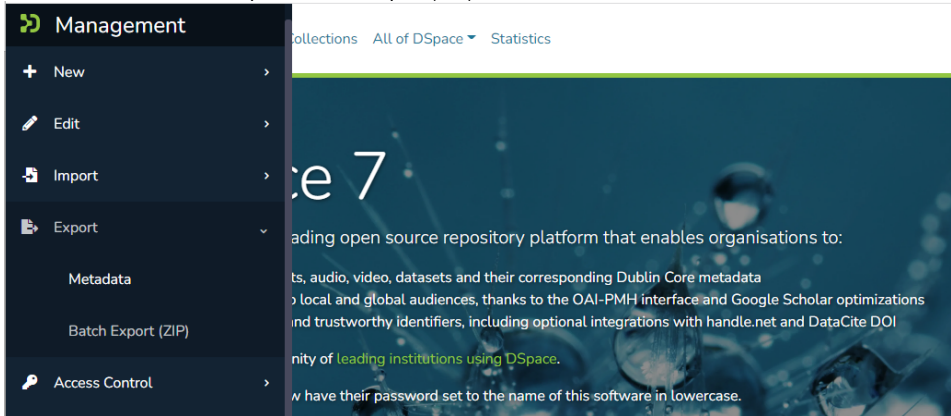 Management
New
Edit
Import
Export
Metadata
Batch Export (ZIP)
Access Control
Collections All of DSpace Statistics
ce 7
ading open source repository platform that enables organisations to:
ts, audio, video, datasets and their corresponding Dublin Core metadata
o local and global audiences, thanks to the OAI-PMH interface and Google Scholar optimizations
and trustworthy identifiers, including optional integrations with handle.net and DataCite DOI
nity of leading institutions using DSpace.
w have their password set to the name of this software in lowercase.